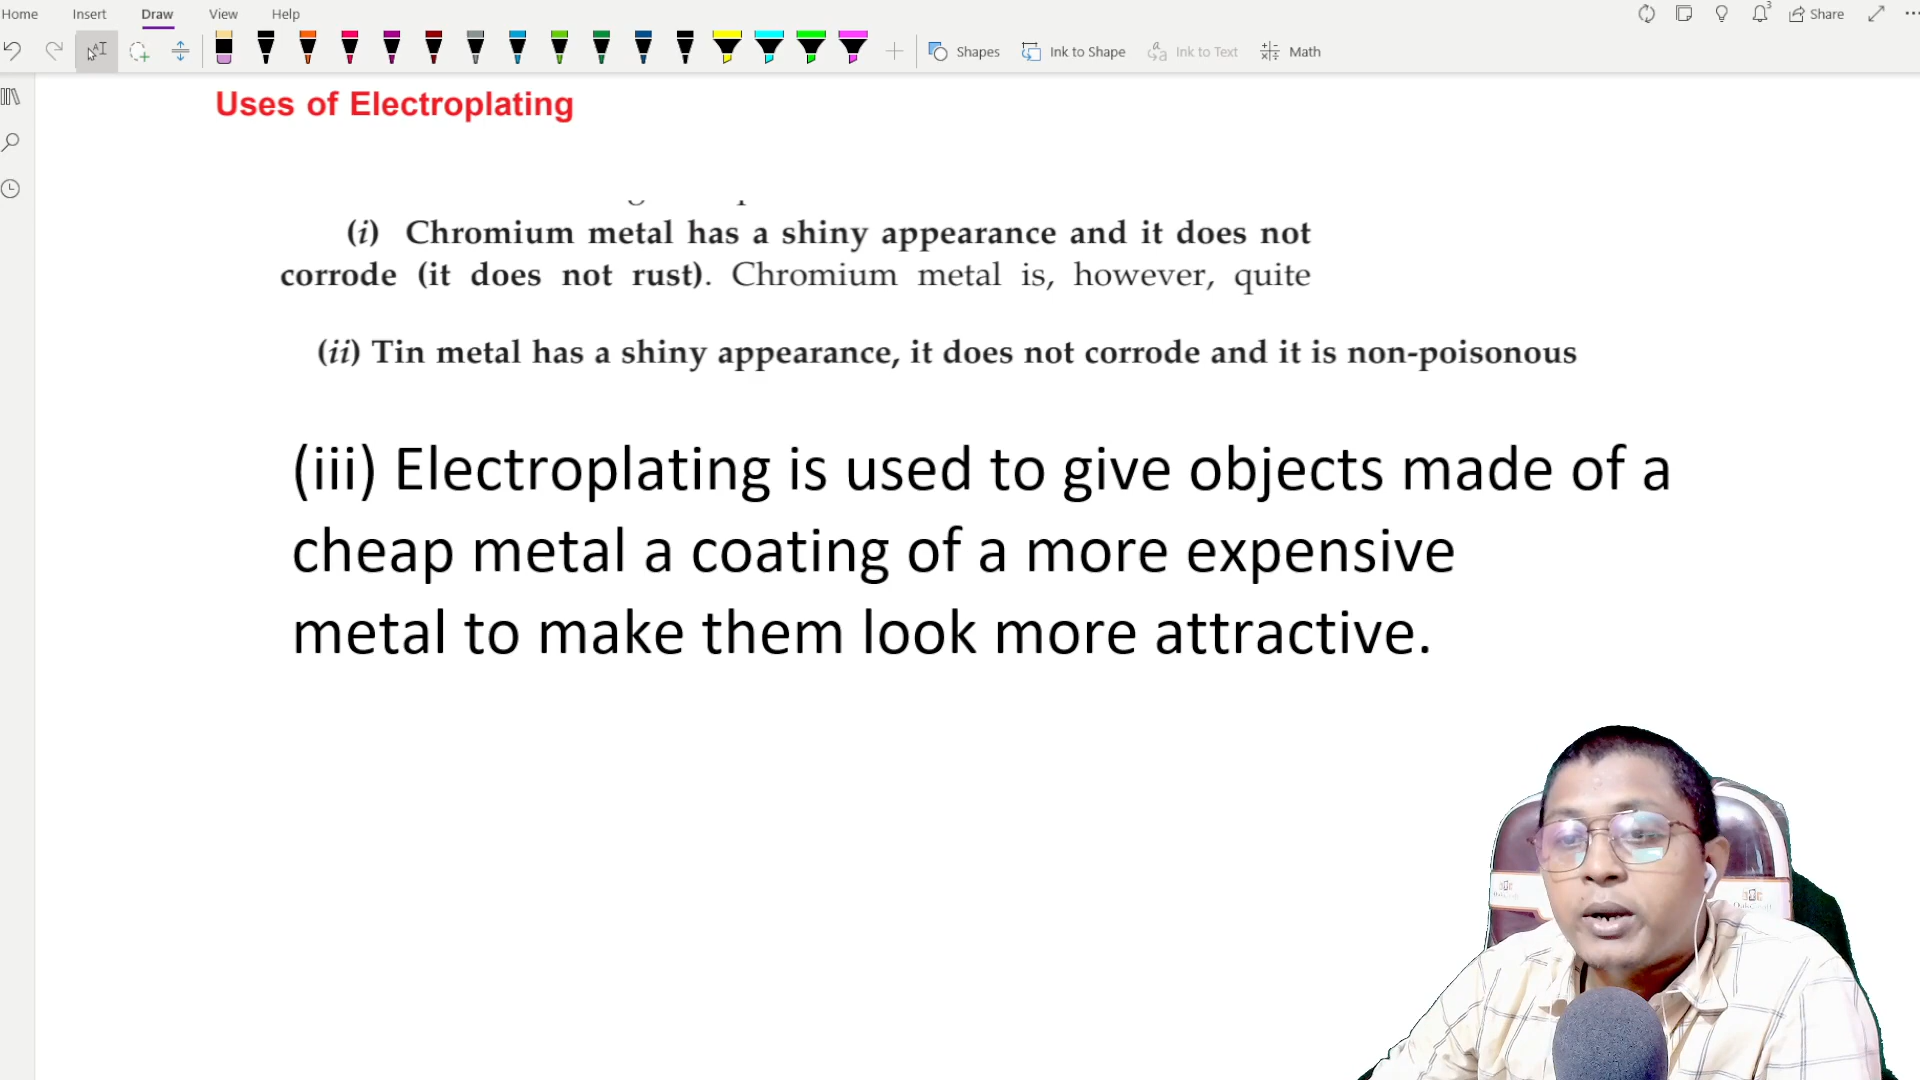 Home Insert Draw View Help
3 Share
Shapes Ink to Shape Ink to Text Math
Uses of Electroplating
(i) Chromium metal has a shiny appearance and it does not
corrode (it does not rust). Chromium metal is, however, quite
(ii) Tin metal has a shiny appearance, it does not corrode and it is non-poisonous
(iii) Electroplating is used to give objects made of a
cheap metal a coating of a more expensive
metal to make them look more attractive.